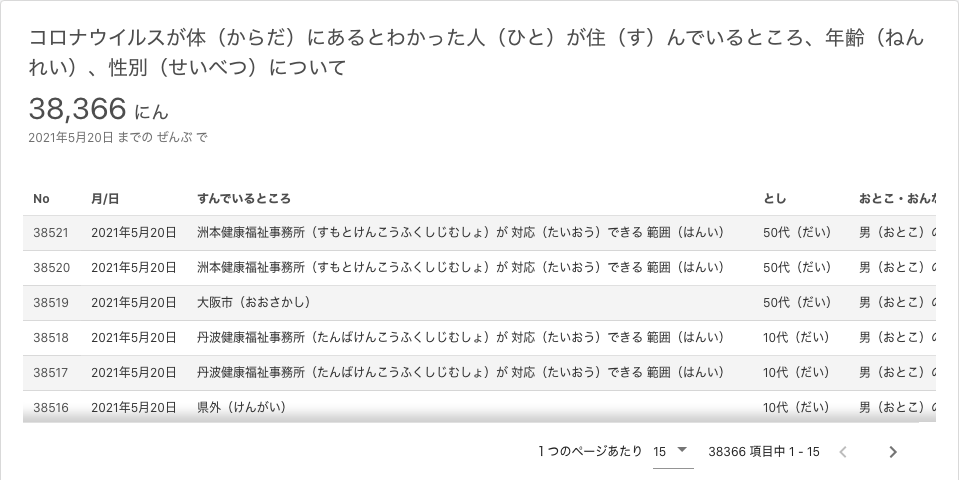 コロナウイルスが体（からだ）にあるとわかった人（ひと）が住（す）んでいるところ、年齢（ねん
れい）、性別（せいべつ）について
38,366 にん
2021年5月20日 までの ぜんぶ で
No 月/日 すんでいるところ とし おとこ・おんな
38521 2021年5月20日 洲本健康福祉事務所（すもとけんこうふくしじむしょ）が 対応（たいおう）できる 範囲（はんい） 50代（だい） 男（おとこ）の
38520 2021年5月20日 洲本健康福祉事務所（すもとけんこうふくしじむしょ）が 対応（たいおう）できる 範囲（はんい） 50代（だい） 男（おとこ）の
38519 2021年5月20日 大阪市（おおさかし） 50代（だい） 男（おとこ）の
38518 2021年5月20日 丹波健康福祉事務所（たんばけんこうふくしじむしょ）が 対応（たいおう）できる 範囲（はんい） 10代（だい） 男（おとこ）の
38517 2021年5月20日 丹波健康福祉事務所（たんばけんこうふくしじむしょ）が 対応（たいおう）できる 範囲（はんい） 10代（だい） 男（おとこ）の
38516 2021年5月20日 県外（けんがい） 10代（だい） 男（おとこ）の
1 つのページあたり 15 38366 項目中 1 - 15